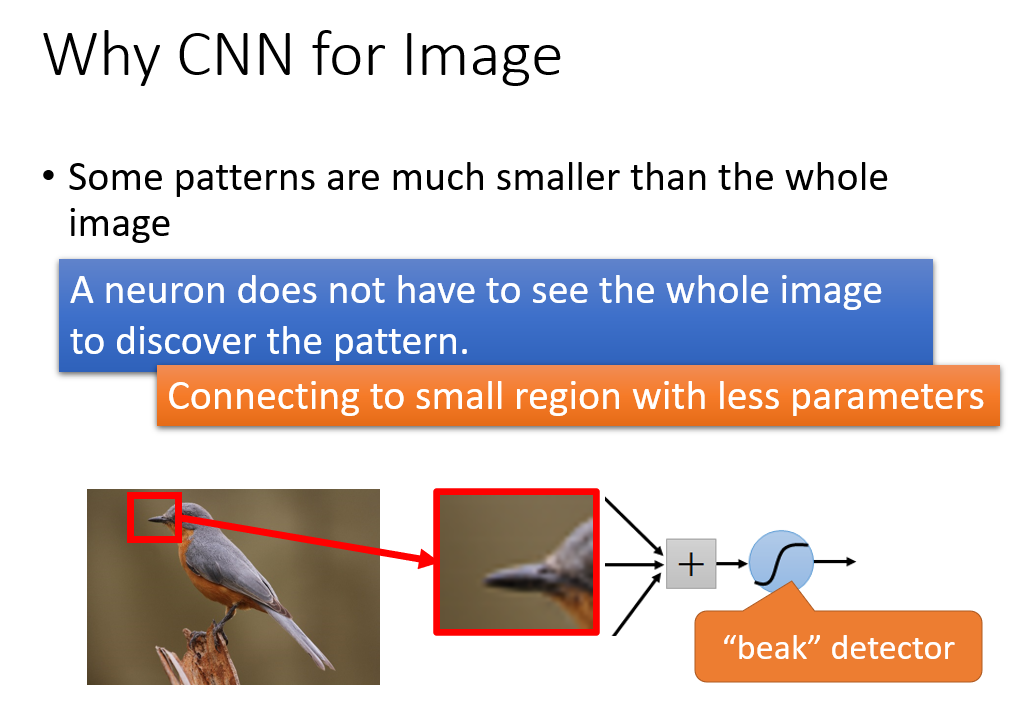 Why CNN for Image
• Some patterns are much smaller than the whole
image
A neuron does not have to see the whole image
to discover the pattern.
Connecting to small region with less parameters
+
“beak” detector